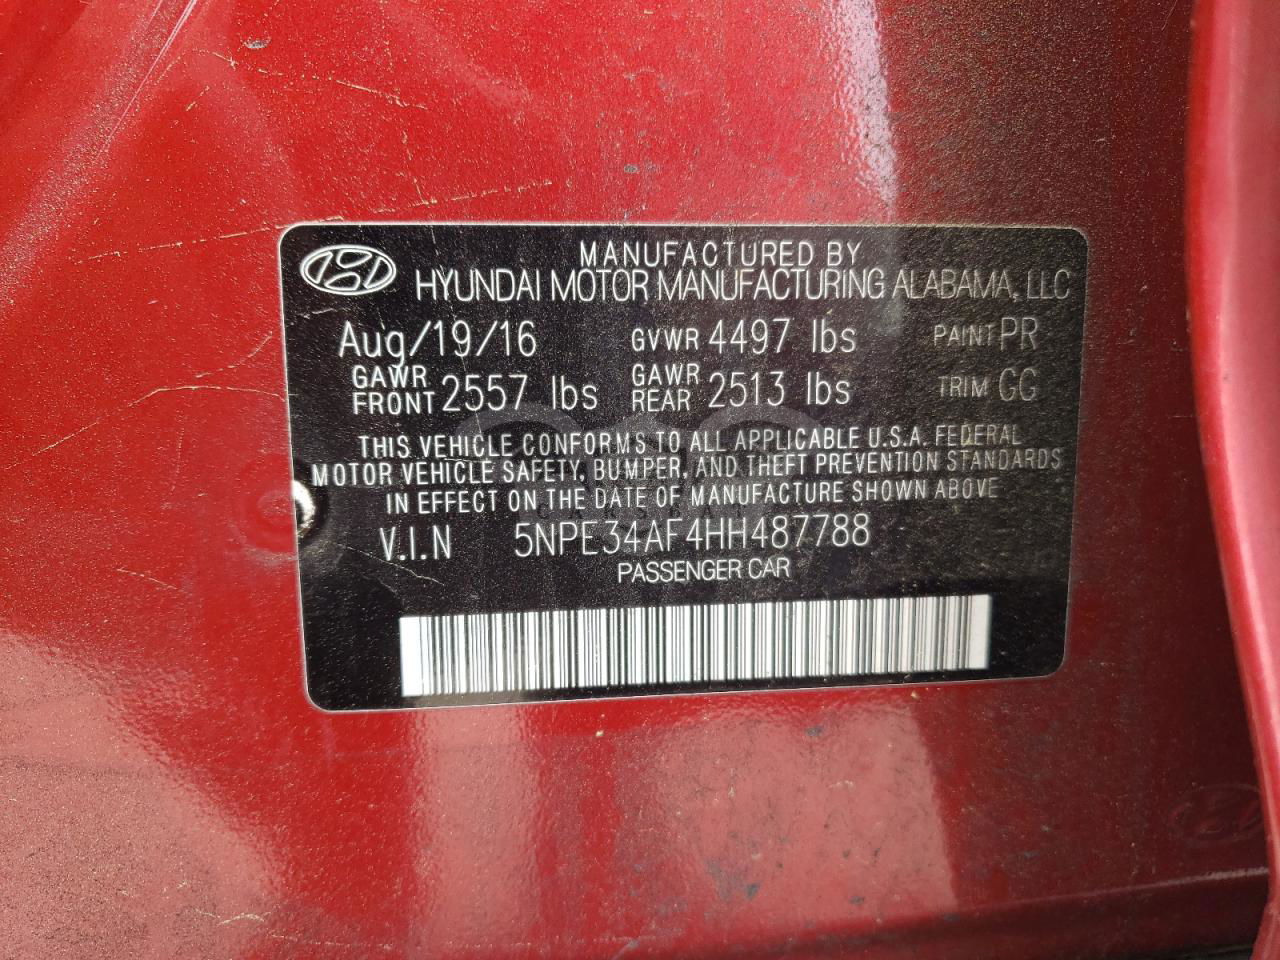 MANUFACTURED BY
HYUNDAI MOTOR MANUFACTURING ALABAMA, LLC
Aug/19/16 GVWR 4497 lbs PAINT PR
GAWR FRONT 2557 lbs GAWR REAR 2513 lbs TRIM GG
THIS VEHICLE CONFORMS TO ALL APPLICABLE U.S.A. FEDERAL
MOTOR VEHICLE SAFETY, BUMPER, AND THEFT PREVENTION STANDARDS
IN EFFECT ON THE DATE OF MANUFACTURE SHOWN ABOVE
V.I.N 5NPE34AF4HH487788
PASSENGER CAR